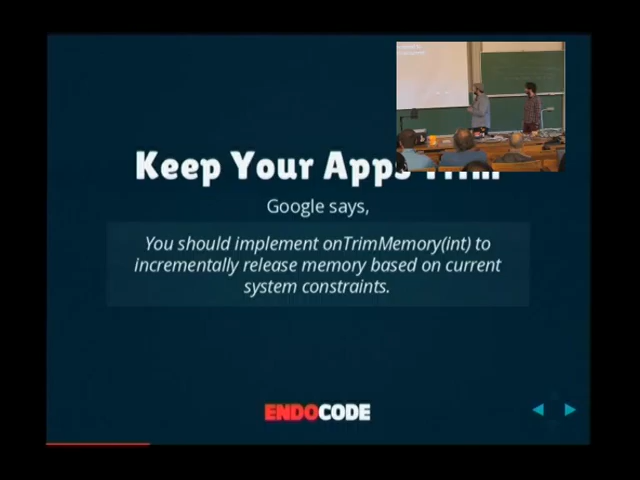 Keep Your Apps
Google says,
You should implement onTrimMemory(int) to
incrementally release memory based on current
system constraints.
ENDOCODE